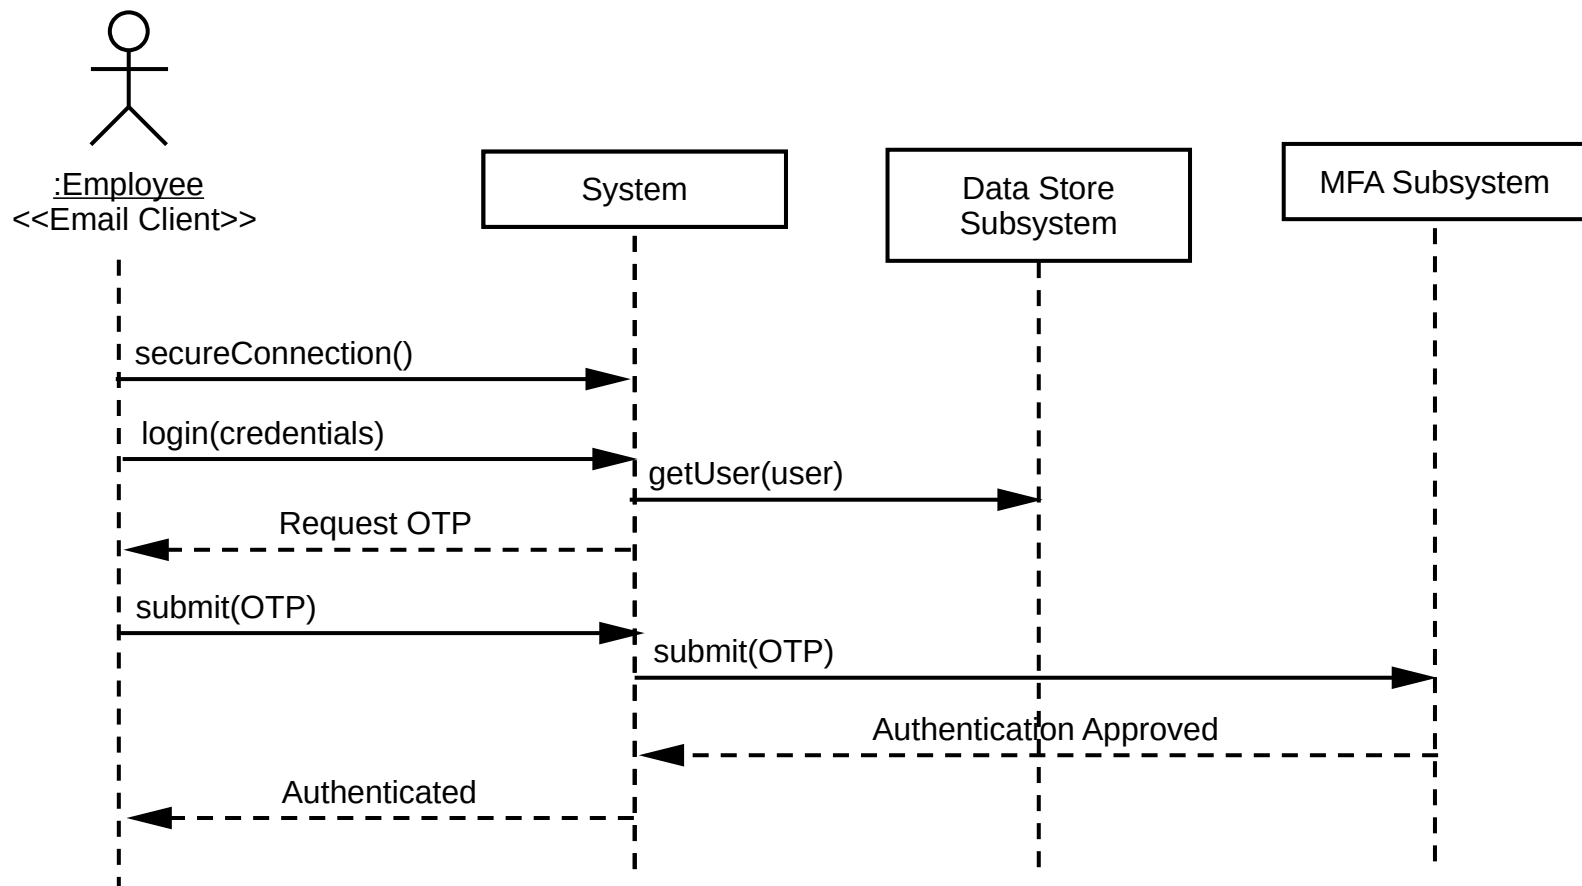 :Employee
<<Email Client>>
System
Data Store
Subsystem
MFA Subsystem
secureConnection()
login(credentials)
getUser(user)
Request OTP
submit(OTP)
submit(OTP)
Authentication Approved
Authenticated